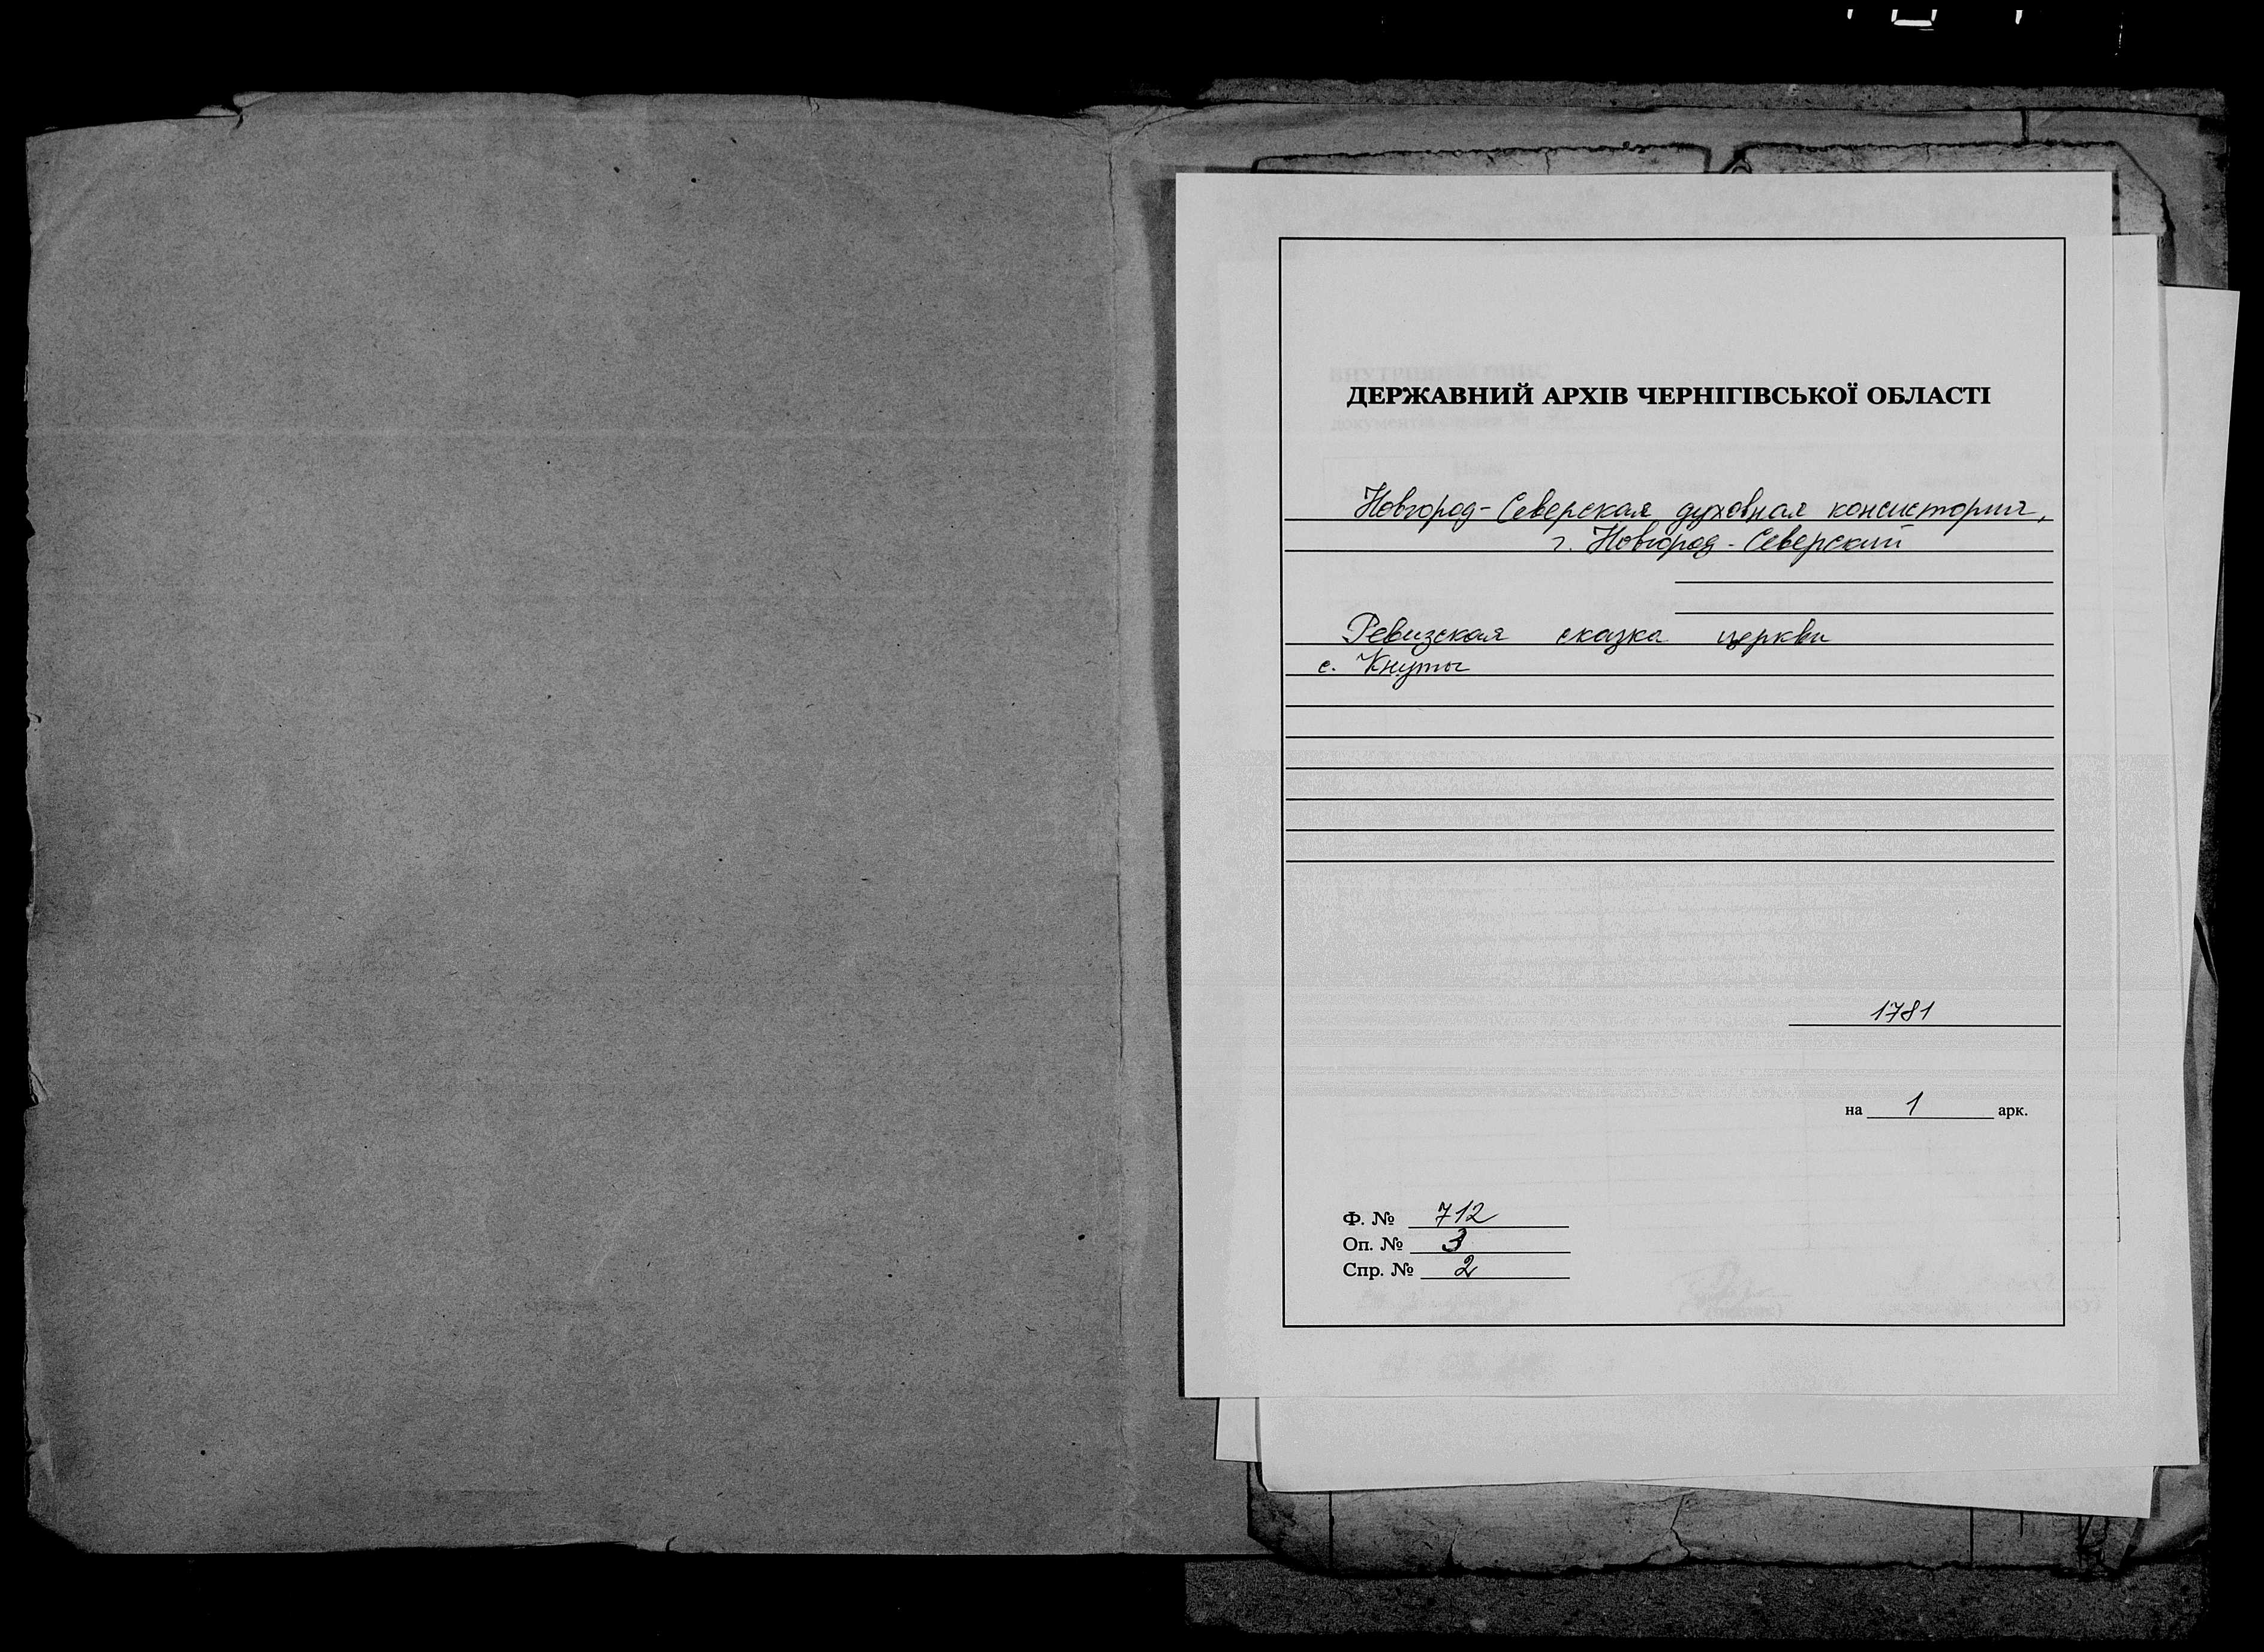 ДЕРЖАВНИЙ АРХІВ ЧЕРНІГІВСЬКОЇ ОБЛАСТІ
Новгород-Северская духовная консистория,
г. Новгород-Северский
Ревизская сказка церкви
с. Кнуты
1781
на 1 арк.
Ф. № 712
Оп. № 3
Спр. № 2